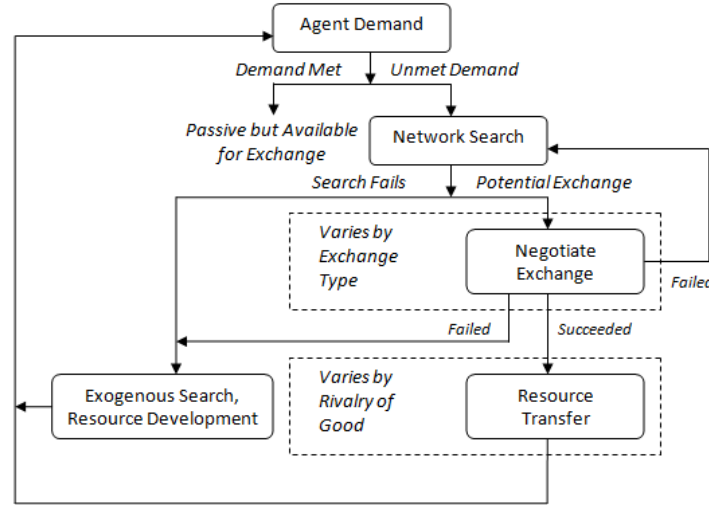 Agent Demand
Demand Met
Unmet Demand
Passive but Available
for Exchange
Network Search
Search Fails
Potential Exchange
Varies by
Exchange
Type
Negotiate
Exchange
Failed
Failed
Succeeded
Exogenous Search,
Resource Development
Varies by
Rivalry of
Good
Resource
Transfer